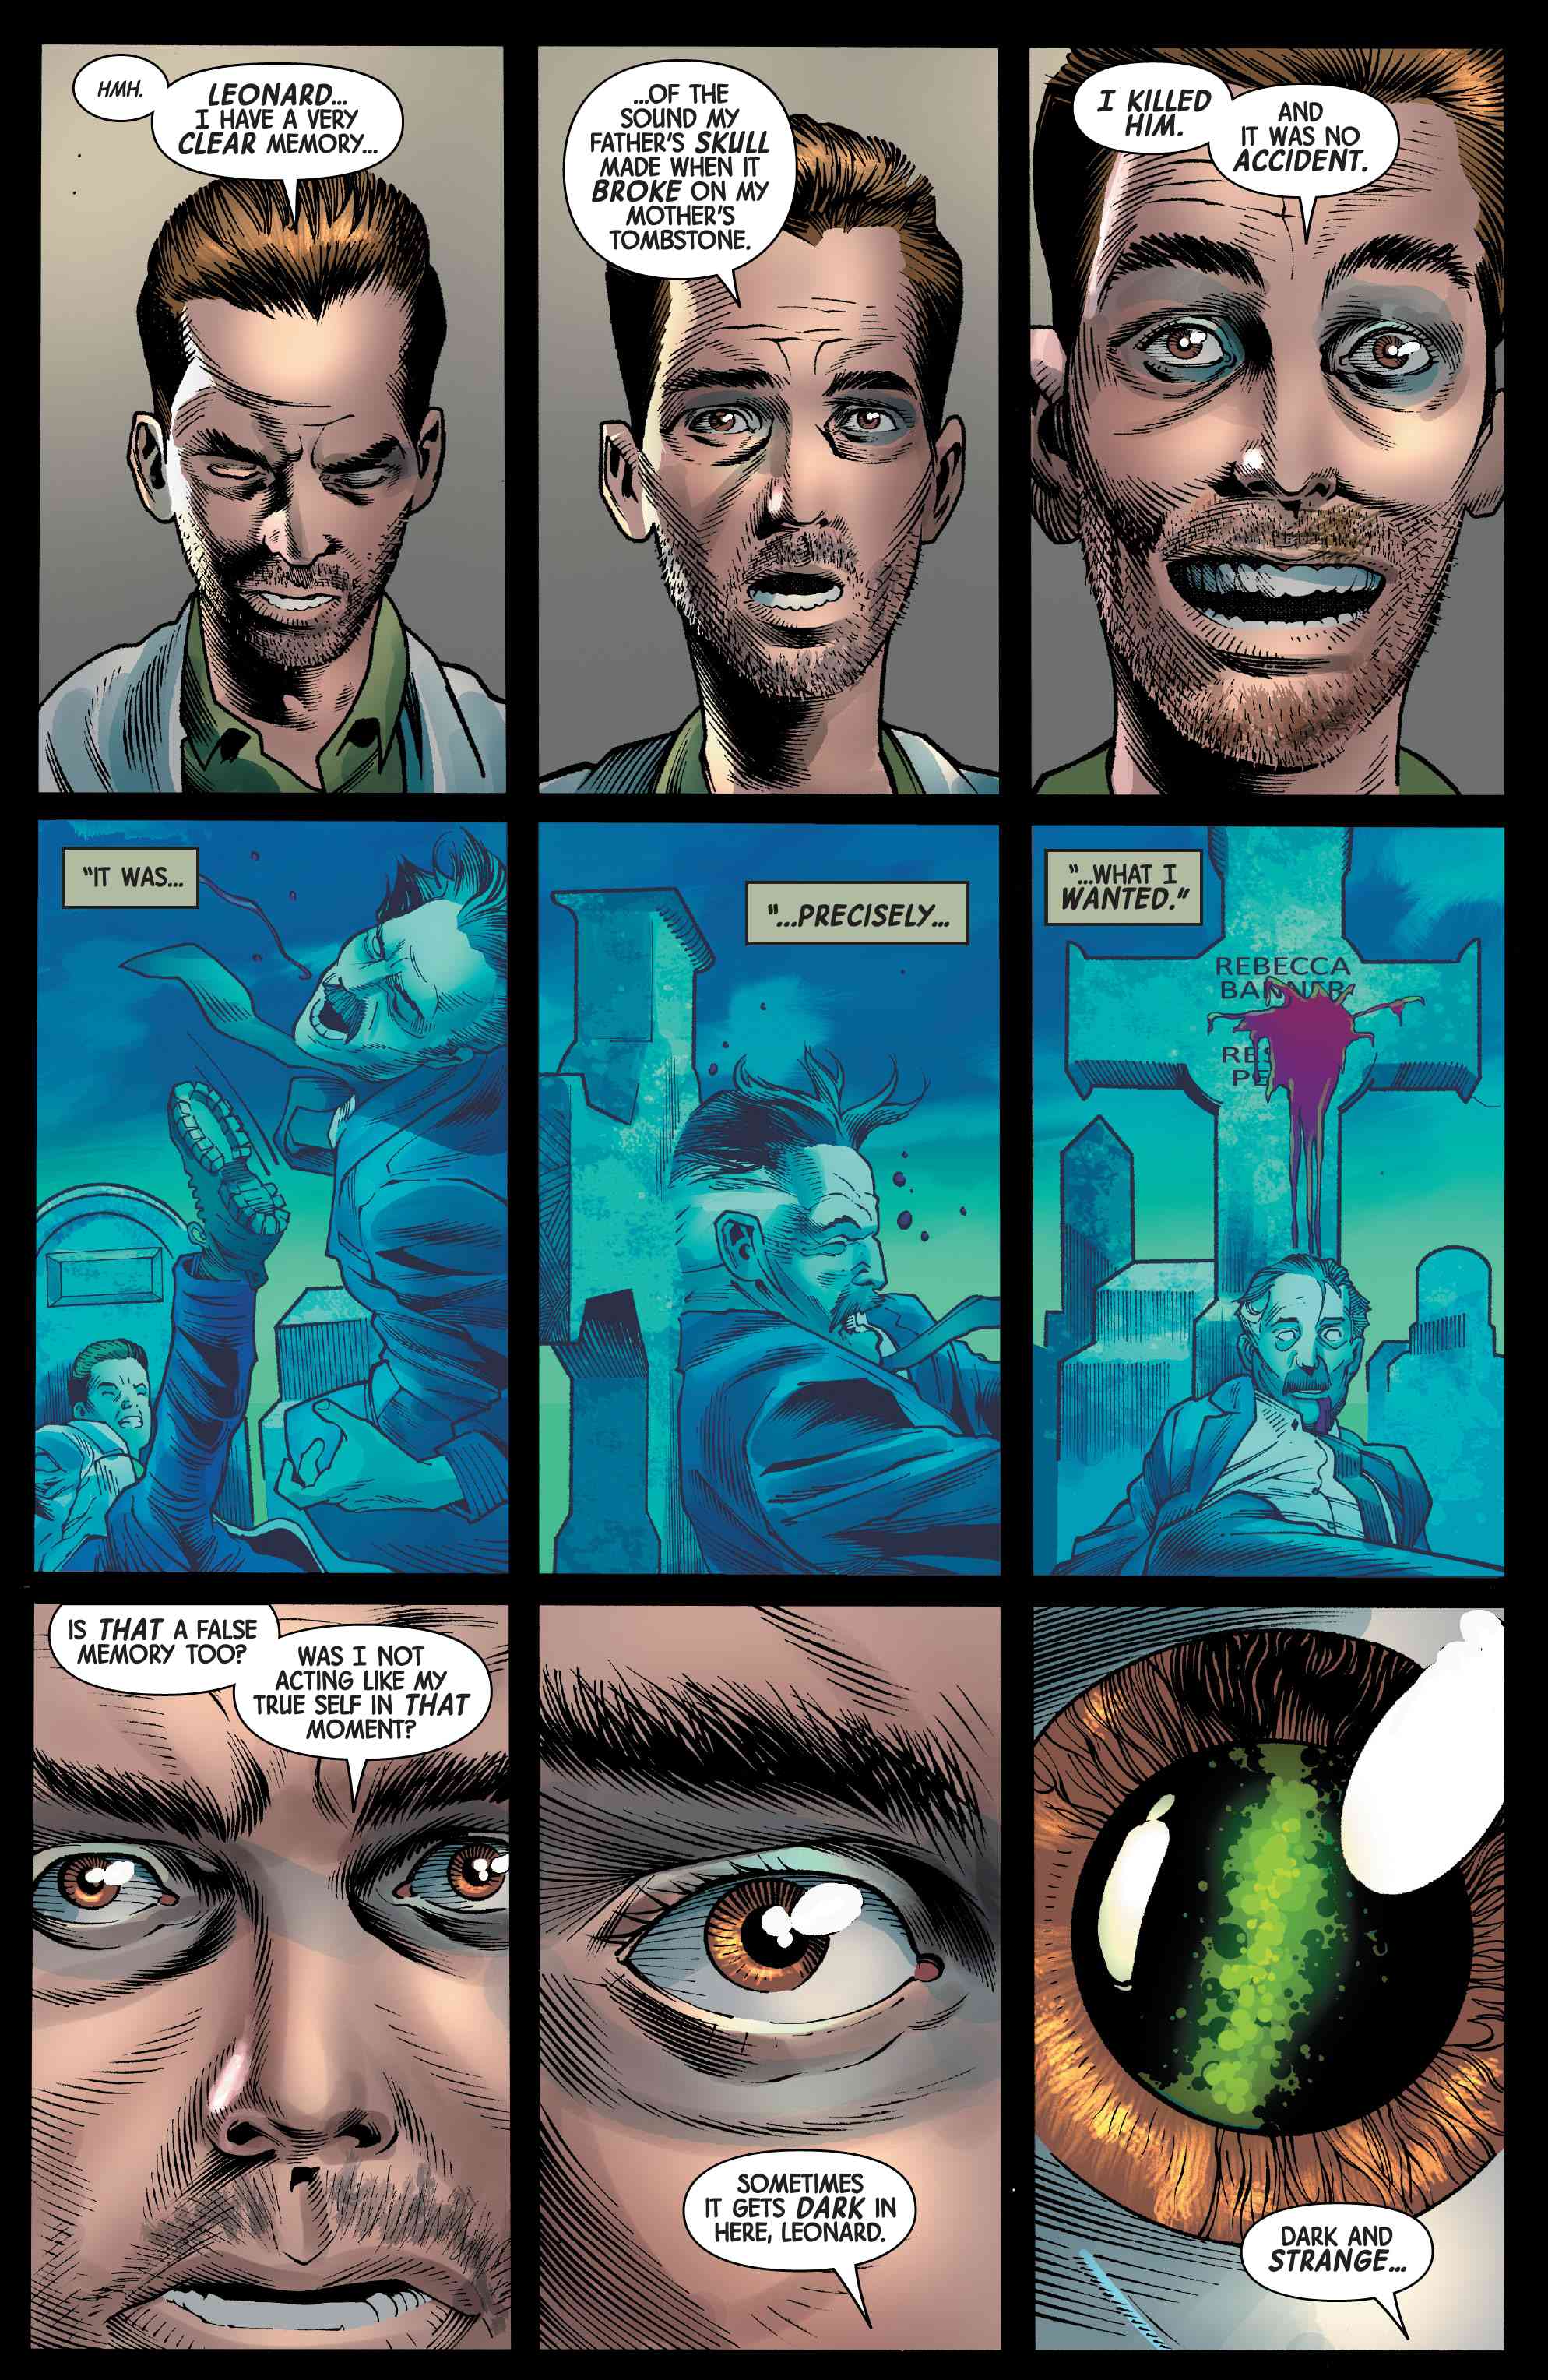 HMH.
LEONARD...
I HAVE A VERY
CLEAR MEMORY...
...OF THE
SOUND MY
FATHER'S SKULL
MADE WHEN IT
BROKE ON MY
MOTHER'S
TOMBSTONE.
I KILLED
HIM.
AND
IT WAS NO
ACCIDENT.
"IT WAS...
"...PRECISELY...
"...WHAT I
WANTED."
REBECCA
BANNER
RES
PE
IS THAT A FALSE
MEMORY TOO?
WAS I NOT
ACTING LIKE MY
TRUE SELF IN THAT
MOMENT?
SOMETIMES
IT GETS DARK IN
HERE, LEONARD.
DARK AND
STRANGE...